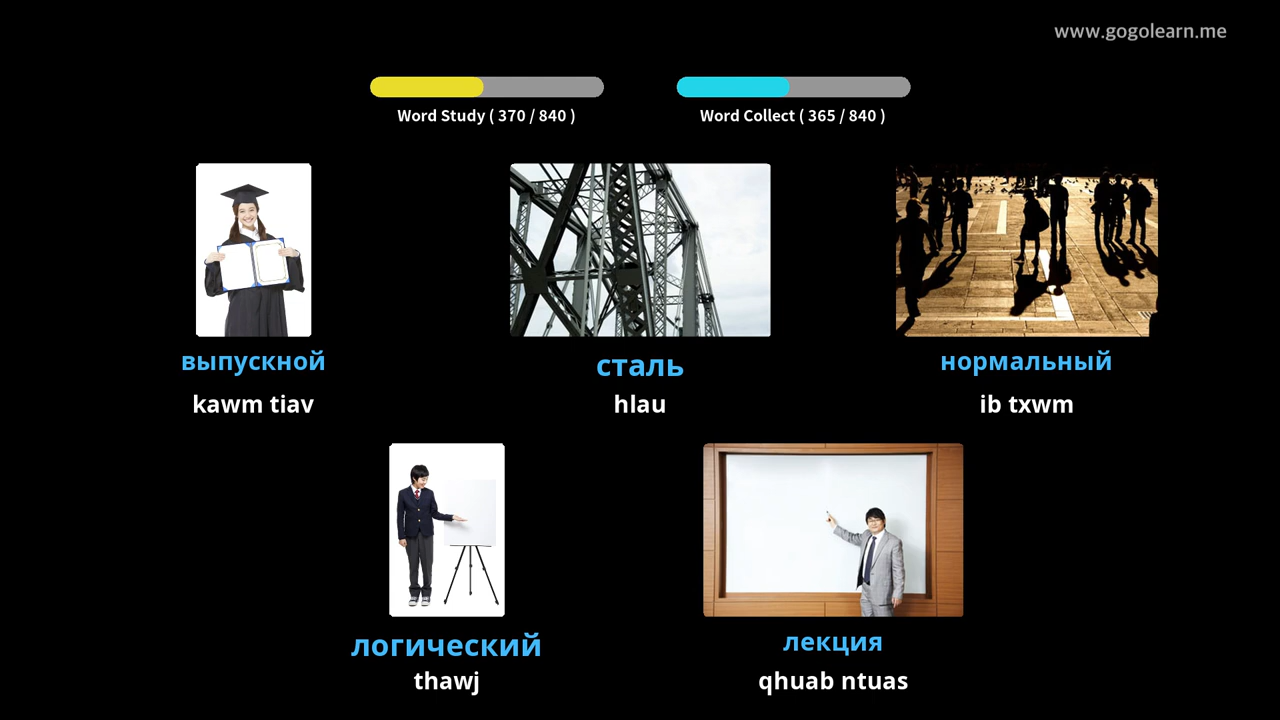 www.gogolearn.me
Word Study ( 370 / 840 )
Word Collect ( 365 / 840 )
выпускной
kawm tiav
сталь
hlau
нормальный
ib txwm
логический
thawj
лекция
qhuab ntuas